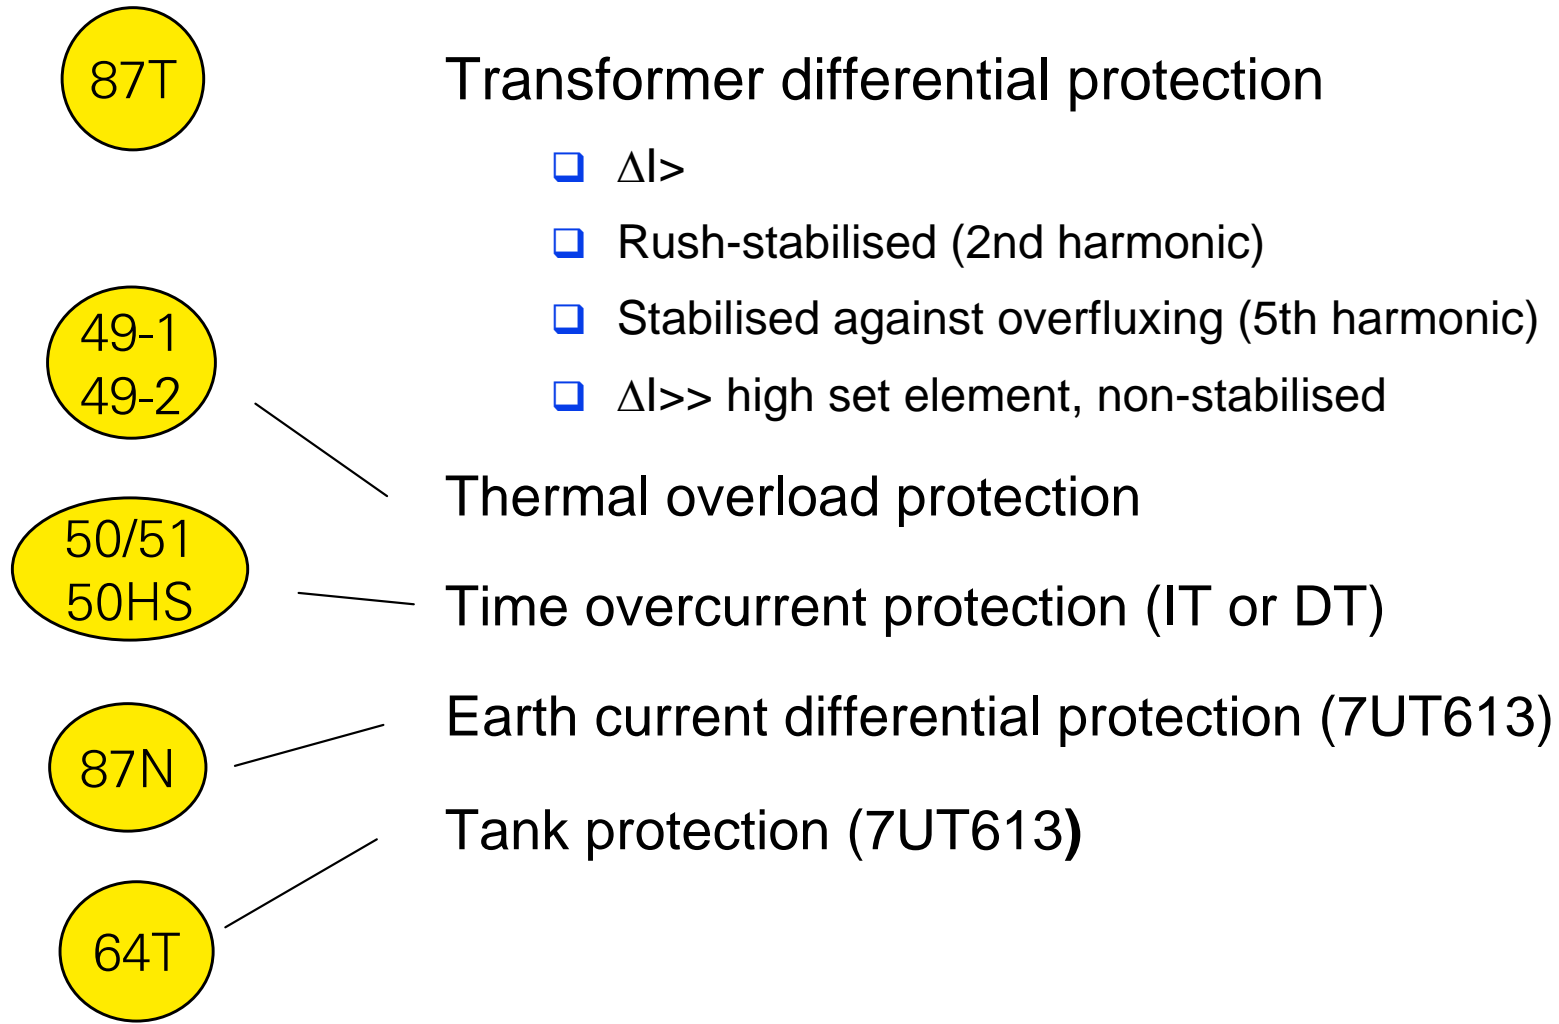 87T
Transformer differential protection
∆I>
Rush-stabilised (2nd harmonic)
Stabilised against overfluxing (5th harmonic)
∆I>> high set element, non-stabilised
49-1
49-2
Thermal overload protection
50/51
50HS
Time overcurrent protection (IT or DT)
87N
Earth current differential protection (7UT613)
64T
Tank protection (7UT613)